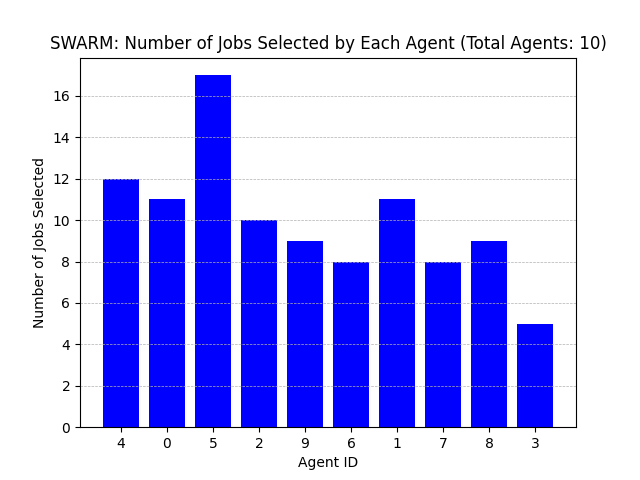 SWARM: Number of Jobs Selected by Each Agent (Total Agents: 10)
Number of Jobs Selected
16
14
12
10
8
6
4
2
0
4 0 5 2 9 6 1 7 8 3
Agent ID